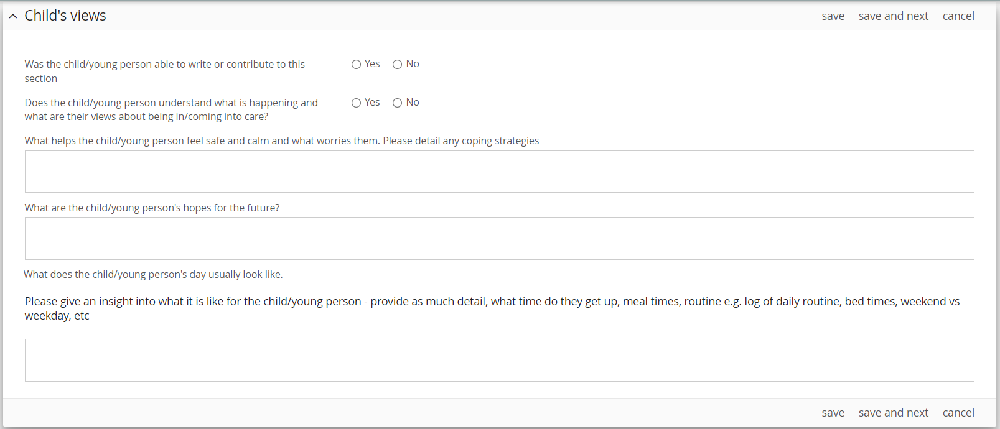 Child's views
save save and next cancel
Was the child/young person able to write or contribute to this
section
Yes No
Does the child/young person understand what is happening and
what are their views about being in/coming into care?
Yes No
What helps the child/young person feel safe and calm and what worries them. Please detail any coping strategies
What are the child/young person's hopes for the future?
What does the child/young person's day usually look like.
Please give an insight into what it is like for the child/young person - provide as much detail, what time do they get up, meal times, routine e.g. log of daily routine, bed times, weekend vs
weekday, etc
save save and next cancel